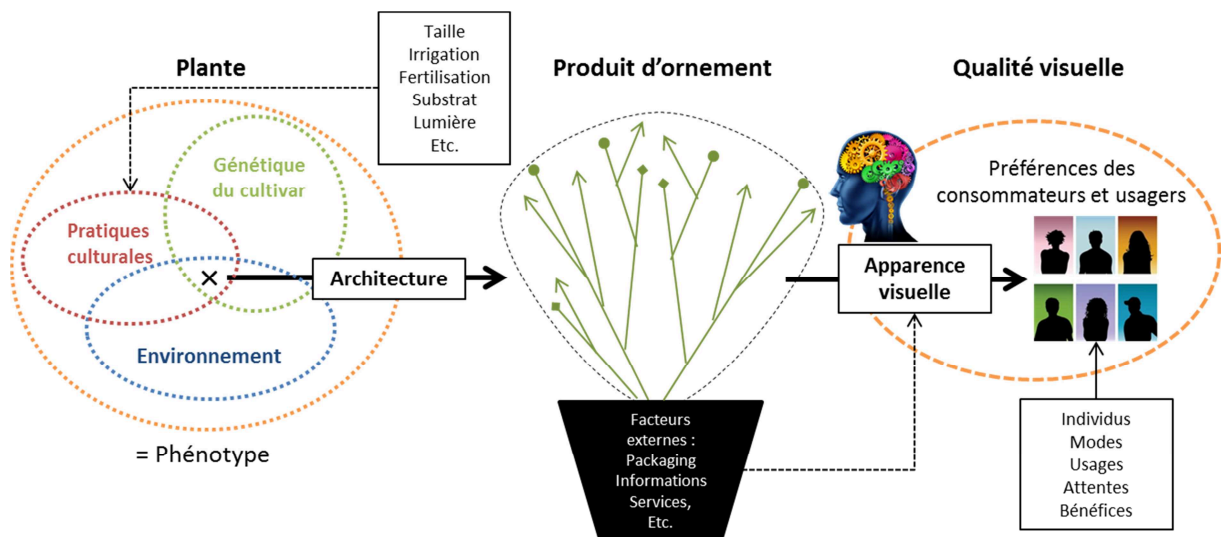 Plante
Taille
Irrigation
Fertilisation
Substrat
Lumière
Etc.
Génétique
du cultivar
Pratiques
culturales
Environnement
= Phénotype
Architecture
Produit d'ornement
Facteurs
externes :
Packaging
Informations
Services,
Etc.
Qualité visuelle
Préférences des
consommateurs et usagers
Apparence
visuelle
Individus
Modes
Usages
Attentes
Bénéfices